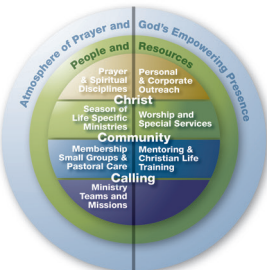 Atmosphere of Prayer and God's Empowering Presence
People and Resources
Prayer
& Spiritual
Disciplines
Personal
& Corporate
Outreach
Christ
Season of
Life Specific
Ministries
Worship and
Special Services
Community
Membership
Small Groups &
Pastoral Care
Mentoring &
Christian Life
Training
Calling
Ministry
Teams and
Missions